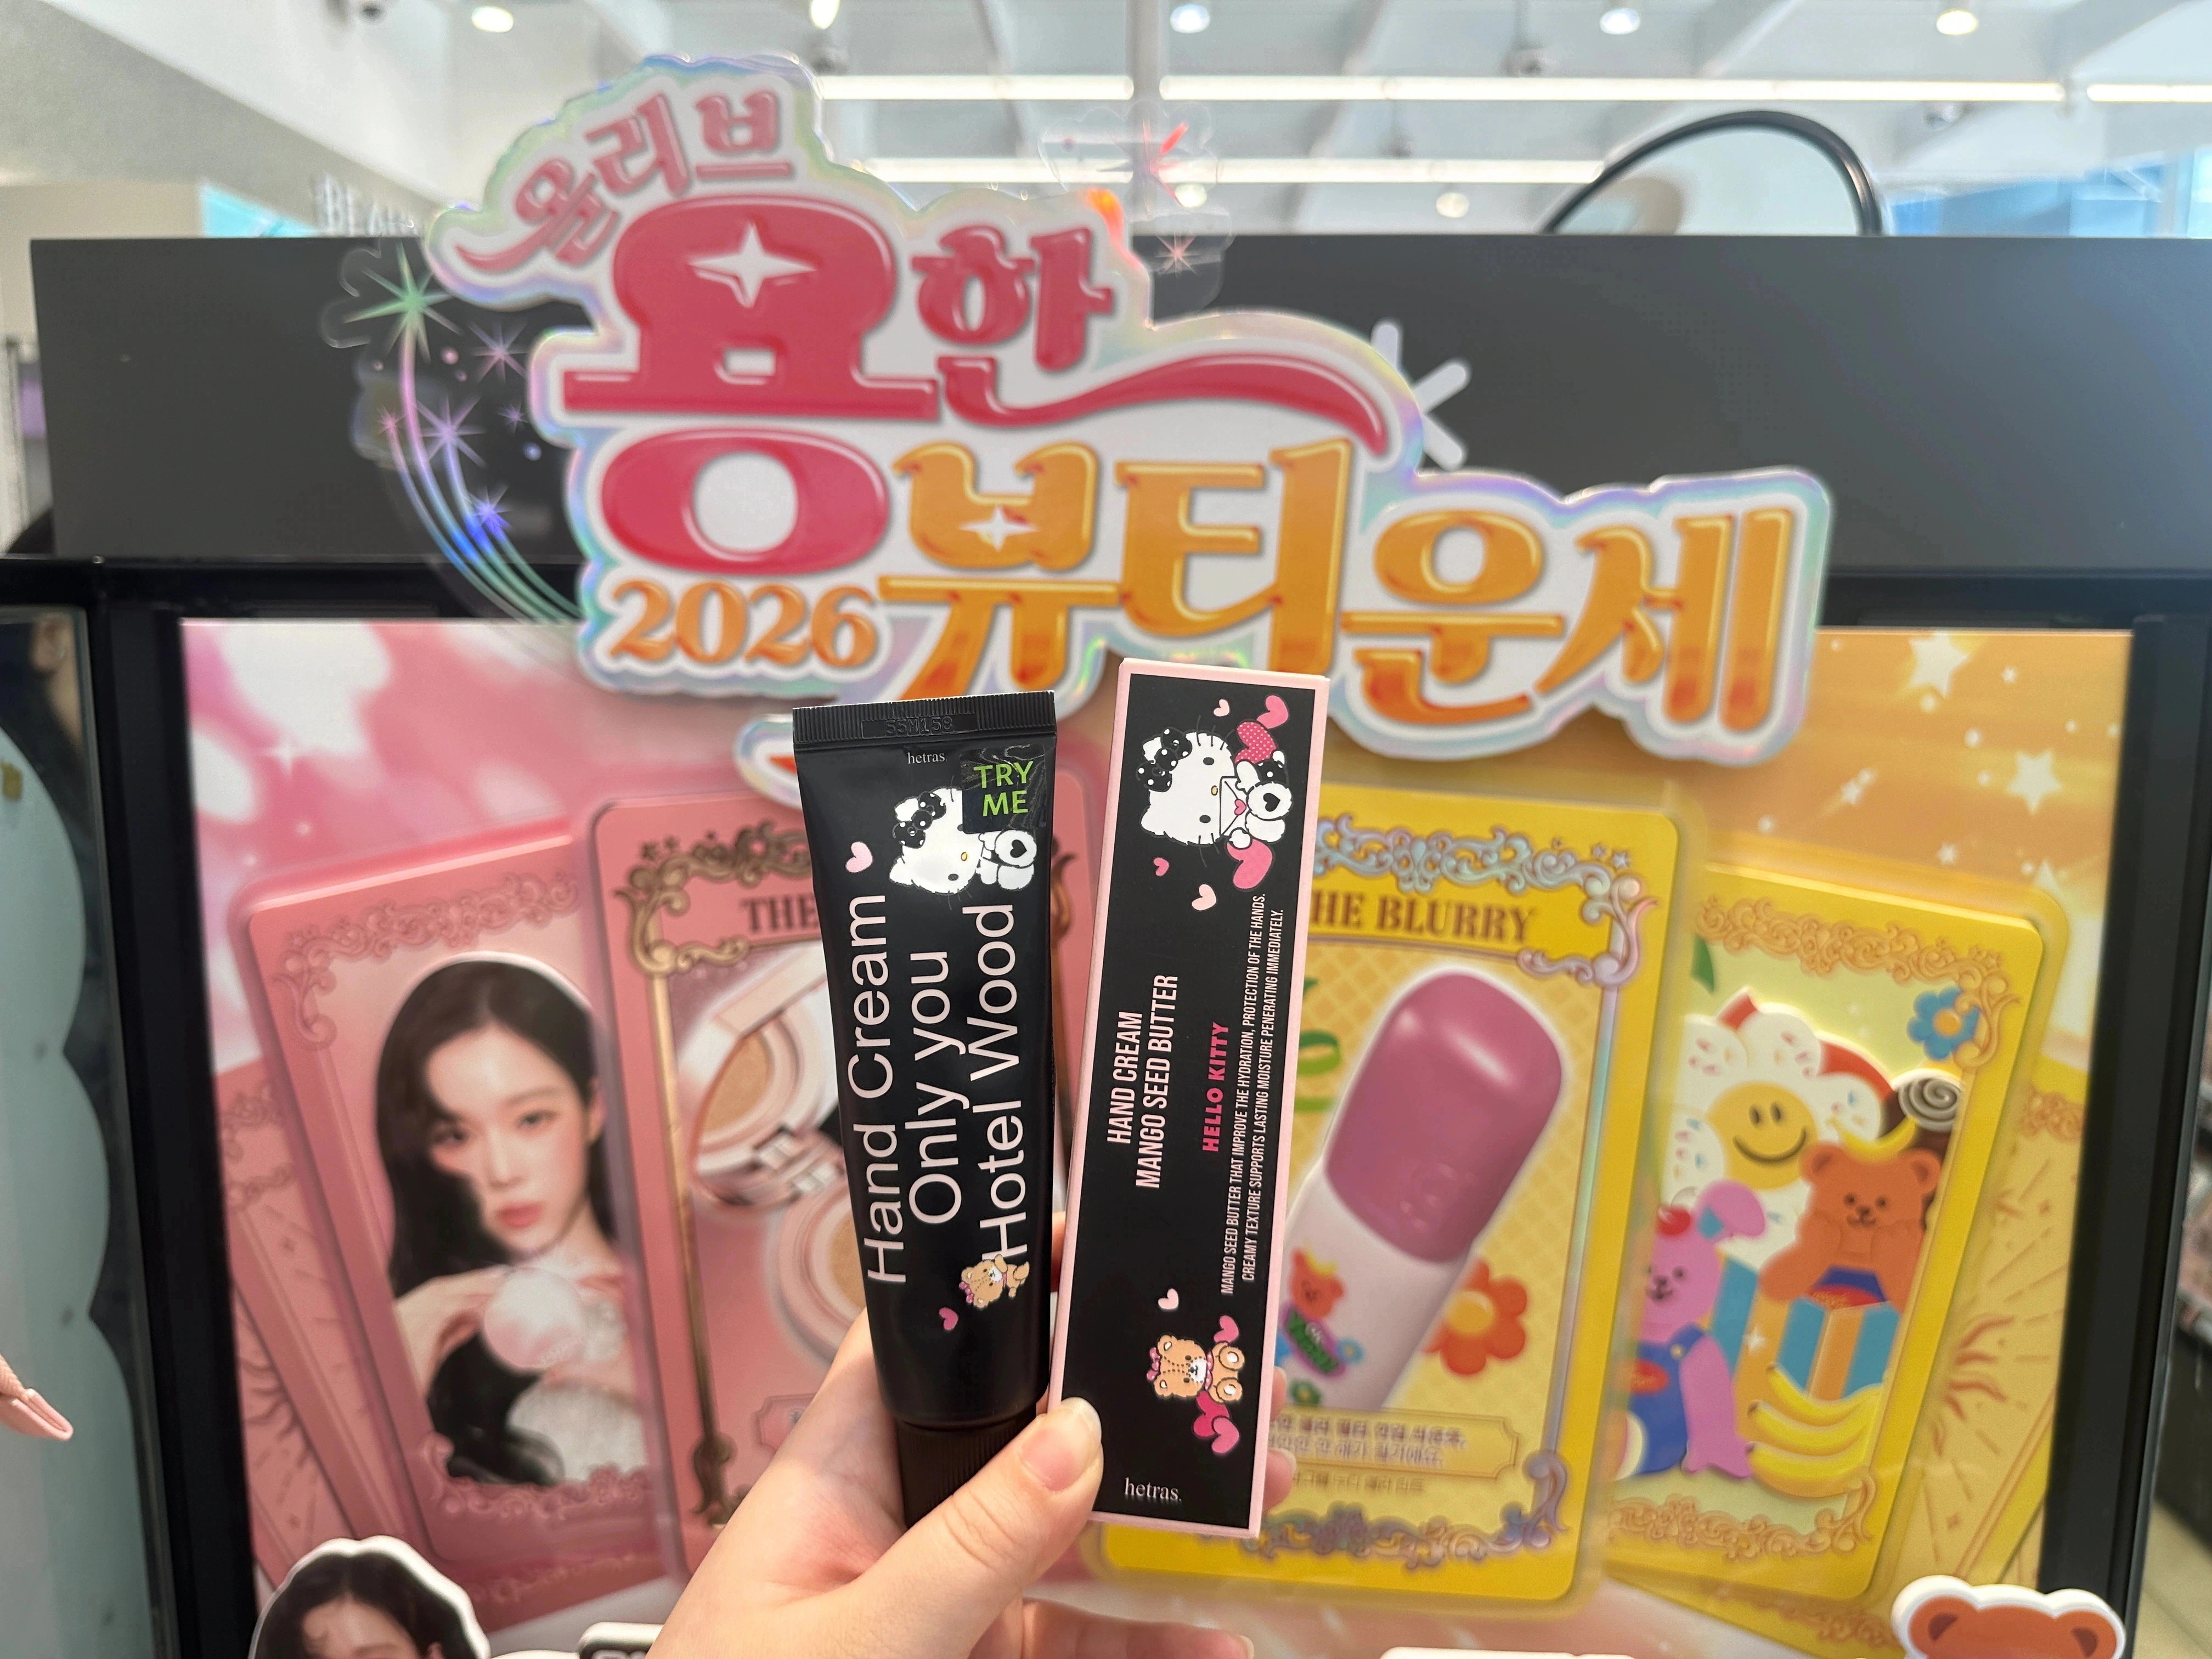 올리브
용한
2026 뷰티운세
THE
HE BLURRY
55M158
hetras
TRY
ME
Hand Cream
Only you
Hotel Wood
HAND CREAM
MANGO SEED BUTTER
HELLO KITTY
MANGO SEED BUTTER THAT IMPROVE THE HYDRATION, PROTECTION OF THE HANDS.
CREAMY TEXTURE SUPPORTS LASTING MOISTURE PENERATING IMMEDIATELY.
hetras.